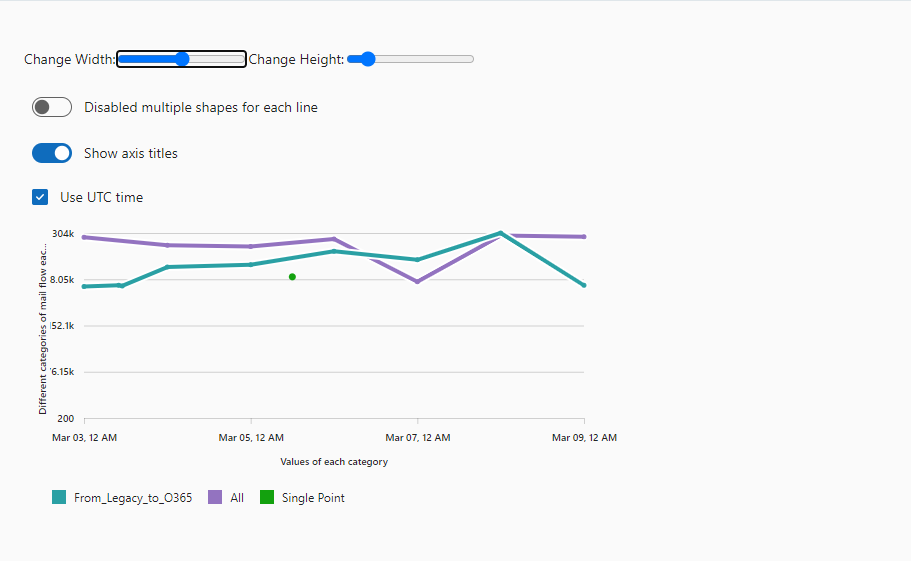 Change Width: Change Height:
Disabled multiple shapes for each line
Show axis titles
Use UTC time
Different categories of mail flow eac...
304k
8.05k
52.1k
6.15k
200
Mar 03, 12 AM Mar 05, 12 AM Mar 07, 12 AM Mar 09, 12 AM
Values of each category
From_Legacy_to_O365 All Single Point